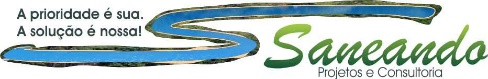 A prioridade é sua.
A solução é nossa!
Saneando
Projetos e Consultoria